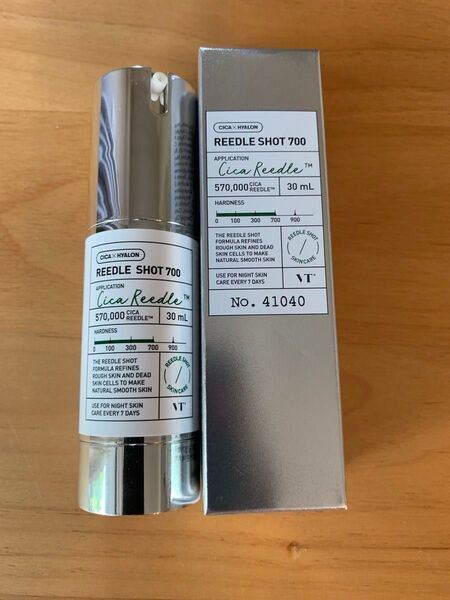 CICA × HYALON
REEDLE SHOT 700
APPLICATION
Cica Reedle™
570,000 CICA REEDLE™ 30 mL
HARDNESS
0 100 300 700 900
THE REEDLE SHOT
FORMULA REFINES
ROUGH SKIN AND DEAD
SKIN CELLS TO MAKE
NATURAL SMOOTH SKIN
REEDLE SHOT
SKINCARE
USE FOR NIGHT SKIN
CARE EVERY 7 DAYS
VT
CICA × HYALON
REEDLE SHOT 700
APPLICATION
Cica Reedle™
570,000 CICA REEDLE™ 30 mL
HARDNESS
0 100 300 700 900
THE REEDLE SHOT
FORMULA REFINES
ROUGH SKIN AND DEAD
SKIN CELLS TO MAKE
NATURAL SMOOTH SKIN
REEDLE SHOT
SKINCARE
USE FOR NIGHT SKIN
CARE EVERY 7 DAYS
VT
No. 41040